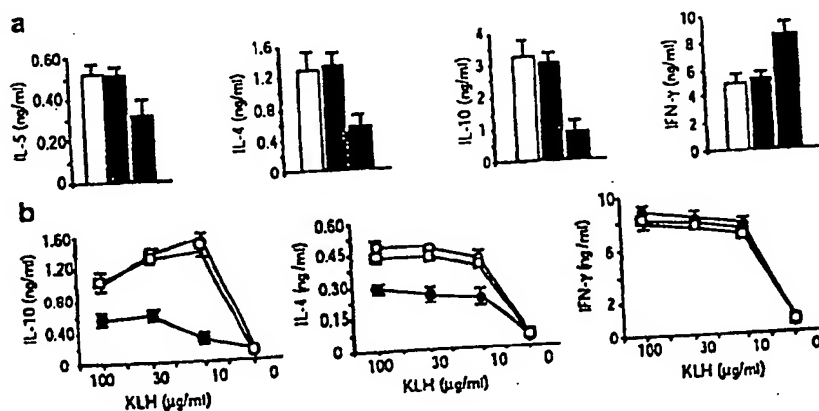 a
IL-5 (ng/ml)
0.60
0.40
0.20
0
IL-4 (ng/ml)
1.6
1.2
0.8
0.4
0
IL-10 (ng/ml)
4
3
2
1
0
IFN-γ (ng/ml)
10
8
6
4
2
0
b
IL-10 (ng/ml)
1.60
1.20
0.80
0.40
0
100 30 10 0
KLH (µg/ml)
IL-4 (ng/ml)
0.60
0.45
0.30
0.15
0
100 30 10 0
KLH (µg/ml)
IFN-γ (ng/ml)
10
8
6
4
2
0
100 30 10 0
KLH (µg/ml)